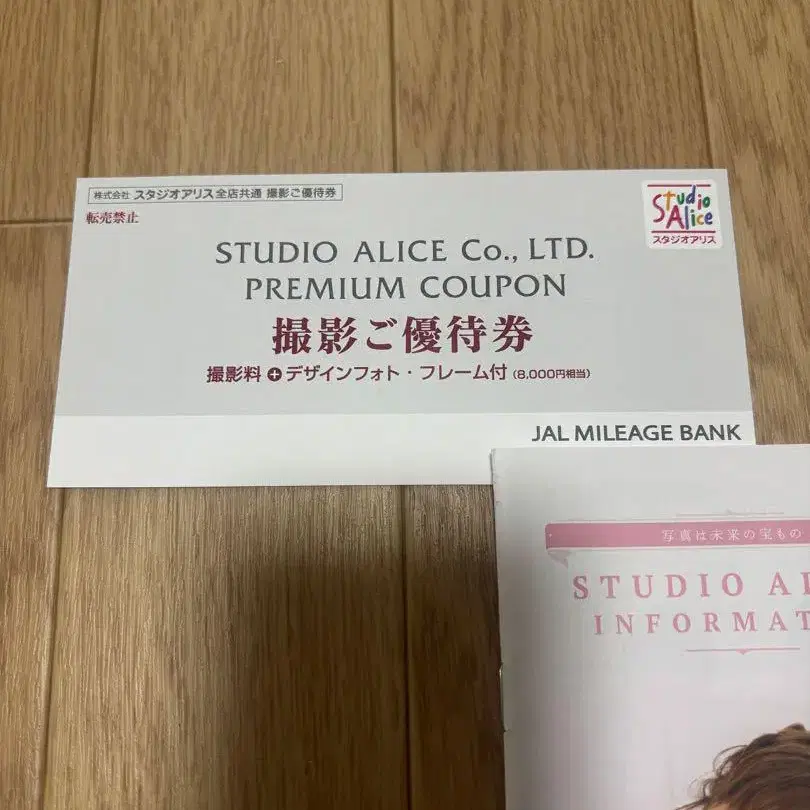 株式会社 スタジオアリス全店共通 撮影ご優待券
転売禁止
Studio
Alice
スタジオアリス
STUDIO ALICE Co., LTD.
PREMIUM COUPON
撮影ご優待券
撮影料+デザインフォト・フレーム付(8,000円相当)
JAL MILEAGE BANK
写真は未来の宝もの
STUDIO AL
INFORMAT